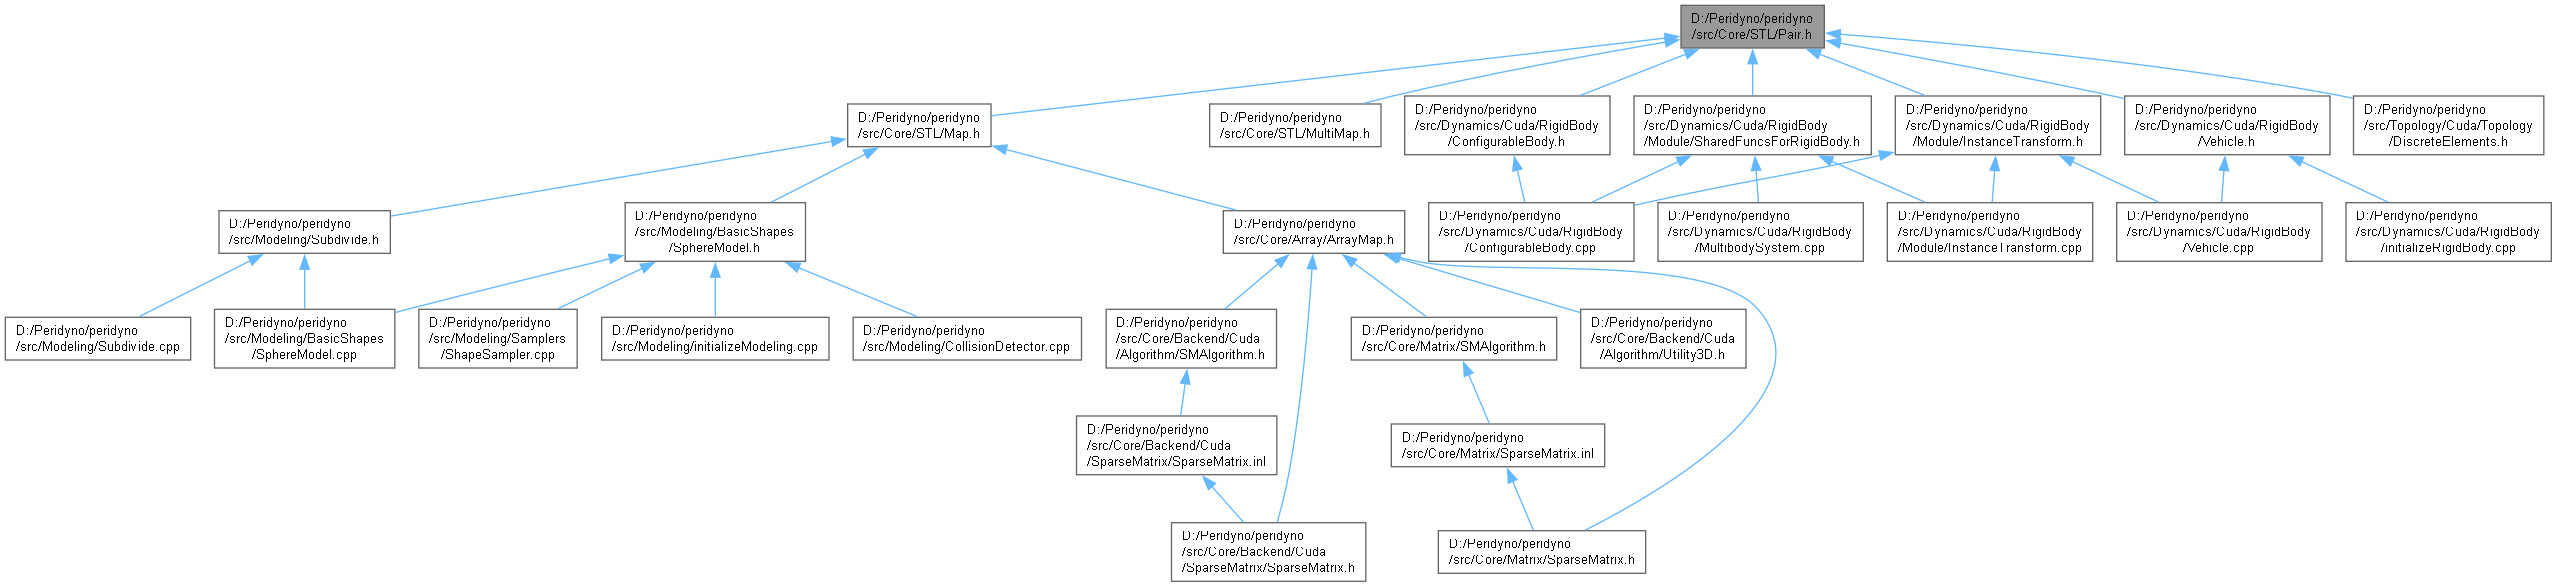 D:/Peridyno/peridyno
/src/Core/STL/Pair.h
D:/Peridyno/peridyno
/src/Core/STL/Map.h
D:/Peridyno/peridyno
/src/Core/STL/MultiMap.h
D:/Peridyno/peridyno
/src/Dynamics/Cuda/RigidBody
/ConfigurableBody.h
D:/Peridyno/peridyno
/src/Dynamics/Cuda/RigidBody
/Module/SharedFuncsForRigidBody.h
D:/Peridyno/peridyno
/src/Dynamics/Cuda/RigidBody
/Module/InstanceTransform.h
D:/Peridyno/peridyno
/src/Dynamics/Cuda/RigidBody
/Vehicle.h
D:/Peridyno/peridyno
/src/Topology/Cuda/Topology
/DiscreteElements.h
D:/Peridyno/peridyno
/src/Modeling/Subdivide.h
D:/Peridyno/peridyno
/src/Modeling/BasicShapes
/SphereModel.h
D:/Peridyno/peridyno
/src/Core/Array/ArrayMap.h
D:/Peridyno/peridyno
/src/Dynamics/Cuda/RigidBody
/ConfigurableBody.cpp
D:/Peridyno/peridyno
/src/Dynamics/Cuda/RigidBody
/MultibodySystem.cpp
D:/Peridyno/peridyno
/src/Dynamics/Cuda/RigidBody
/Module/InstanceTransform.cpp
D:/Peridyno/peridyno
/src/Dynamics/Cuda/RigidBody
/Vehicle.cpp
D:/Peridyno/peridyno
/src/Dynamics/Cuda/RigidBody
/initializeRigidBody.cpp
D:/Peridyno/peridyno
/src/Modeling/Subdivide.cpp
D:/Peridyno/peridyno
/src/Modeling/BasicShapes
/SphereModel.cpp
D:/Peridyno/peridyno
/src/Modeling/Samplers
/ShapeSampler.cpp
D:/Peridyno/peridyno
/src/Modeling/initializeModeling.cpp
D:/Peridyno/peridyno
/src/Modeling/CollisionDetector.cpp
D:/Peridyno/peridyno
/src/Core/Backend/Cuda
/Algorithm/SMAlgorithm.h
D:/Peridyno/peridyno
/src/Core/Matrix/SMAlgorithm.h
D:/Peridyno/peridyno
/src/Core/Backend/Cuda
/Algorithm/Utility3D.h
D:/Peridyno/peridyno
/src/Core/Backend/Cuda
/SparseMatrix/SparseMatrix.inl
D:/Peridyno/peridyno
/src/Core/Matrix/SparseMatrix.inl
D:/Peridyno/peridyno
/src/Core/Backend/Cuda
/SparseMatrix/SparseMatrix.h
D:/Peridyno/peridyno
/src/Core/Matrix/SparseMatrix.h